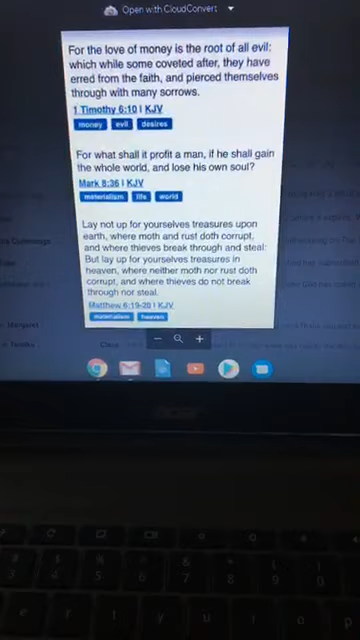 Open with CloudConvert
For the love of money is the root of all evil:
which while some coveted after, they have
erred from the faith, and pierced themselves
through with many sorrows.
1 Timothy 6:10 | KJV
money evil desires
For what shall it profit a man, if he shall gain
the whole world, and lose his own soul?
Mark 8:36 | KJV
materialism life world
Lay not up for yourselves treasures upon
earth, where moth and rust doth corrupt,
and where thieves break through and steal:
But lay up for yourselves treasures in
heaven, where neither moth nor rust doth
corrupt, and where thieves do not break
through nor steal.
Matthew 6:19-20 | KJV
materialism heaven
acer
e r t y u i o p